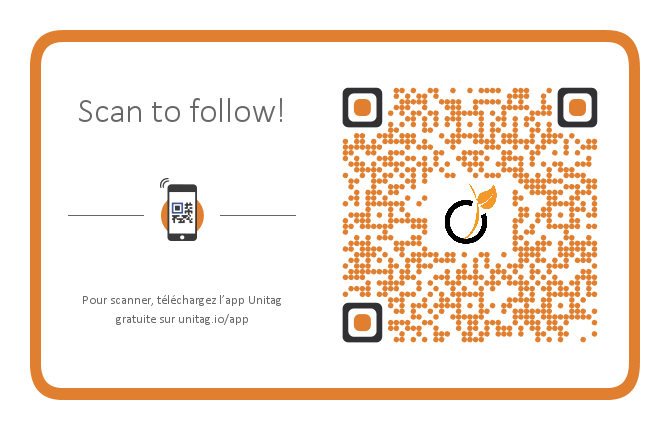 Scan to follow!
Pour scanner, téléchargez l'app Unitag
gratuite sur unitag.io/app